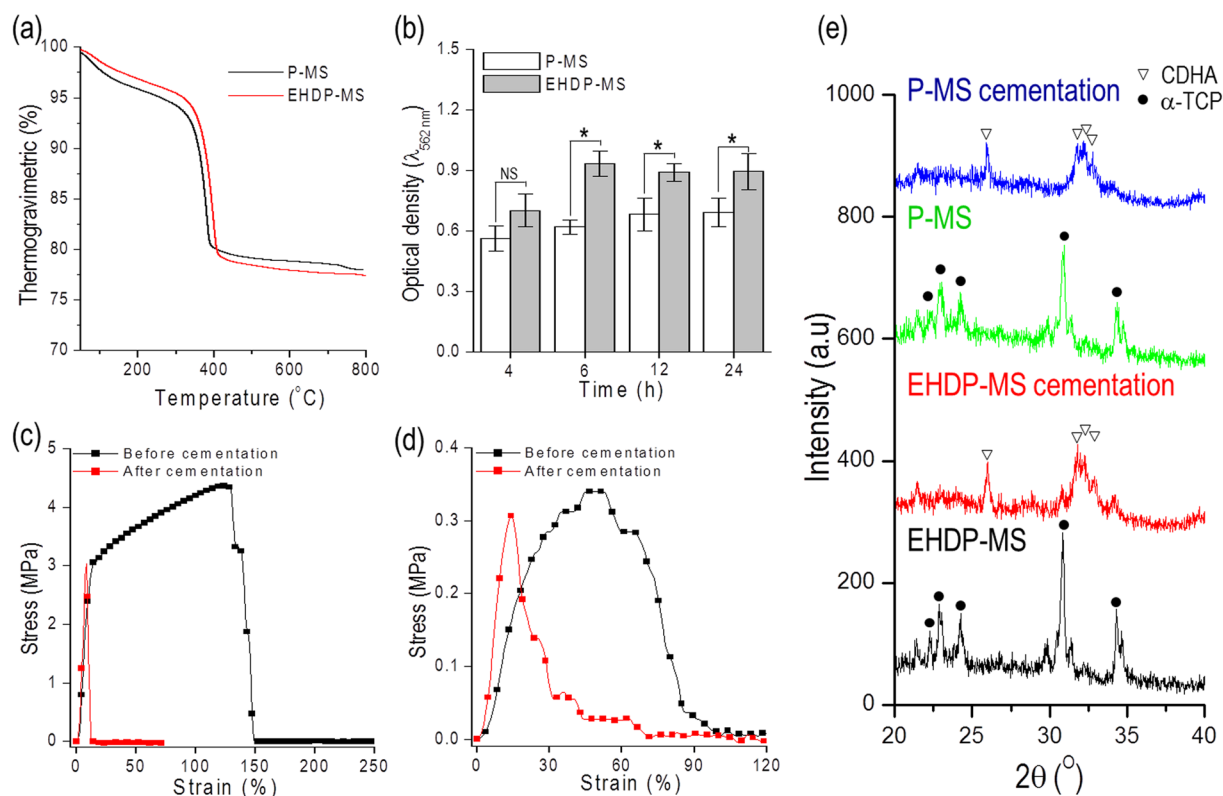 (a)
100
95
90
85
80
75
70
Thermogravimetric (%)
P-MS
EHDP-MS
200
400
600
800
Temperature (°C)
(b)
P-MS
EHDP-MS
1.5
1.2
0.9
0.6
0.3
0.0
Optical density (λ562 nm)
NS
*
*
*
4
6
12
24
Time (h)
(c)
Before cementation
After cementation
5
4
3
2
1
0
Stress (MPa)
0
50
100
150
200
250
Strain (%)
(d)
Before cementation
After cementation
0.4
0.3
0.2
0.1
0.0
Stress (MPa)
0
30
60
90
120
Strain (%)
(e)
▽ CDHA
● α-TCP
1000
800
600
400
200
0
Intensity (a.u)
P-MS cementation
P-MS
EHDP-MS cementation
EHDP-MS
20
25
30
35
40
2θ (O)